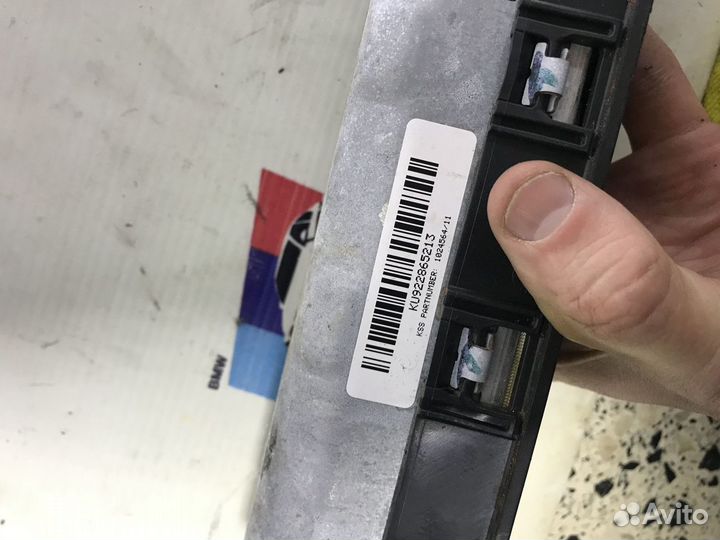 KU922865213
KSS PARTNUMBER: 1024564/11
BMW
Avito